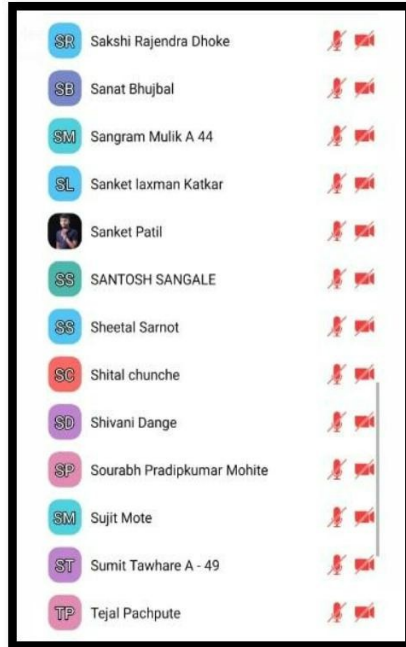 SR Sakshi Rajendra Dhoke
SB Sanat Bhujbal
SM Sangram Mulik A 44
SL Sanket laxman Katkar
Sanket Patil
SS SANTOSH SANGALE
SS Sheetal Sarnot
SC Shital chunche
SD Shivani Dange
SP Sourabh Pradipkumar Mohite
SM Sujit Mote
ST Sumit Tawhare A - 49
TP Tejal Pachpute